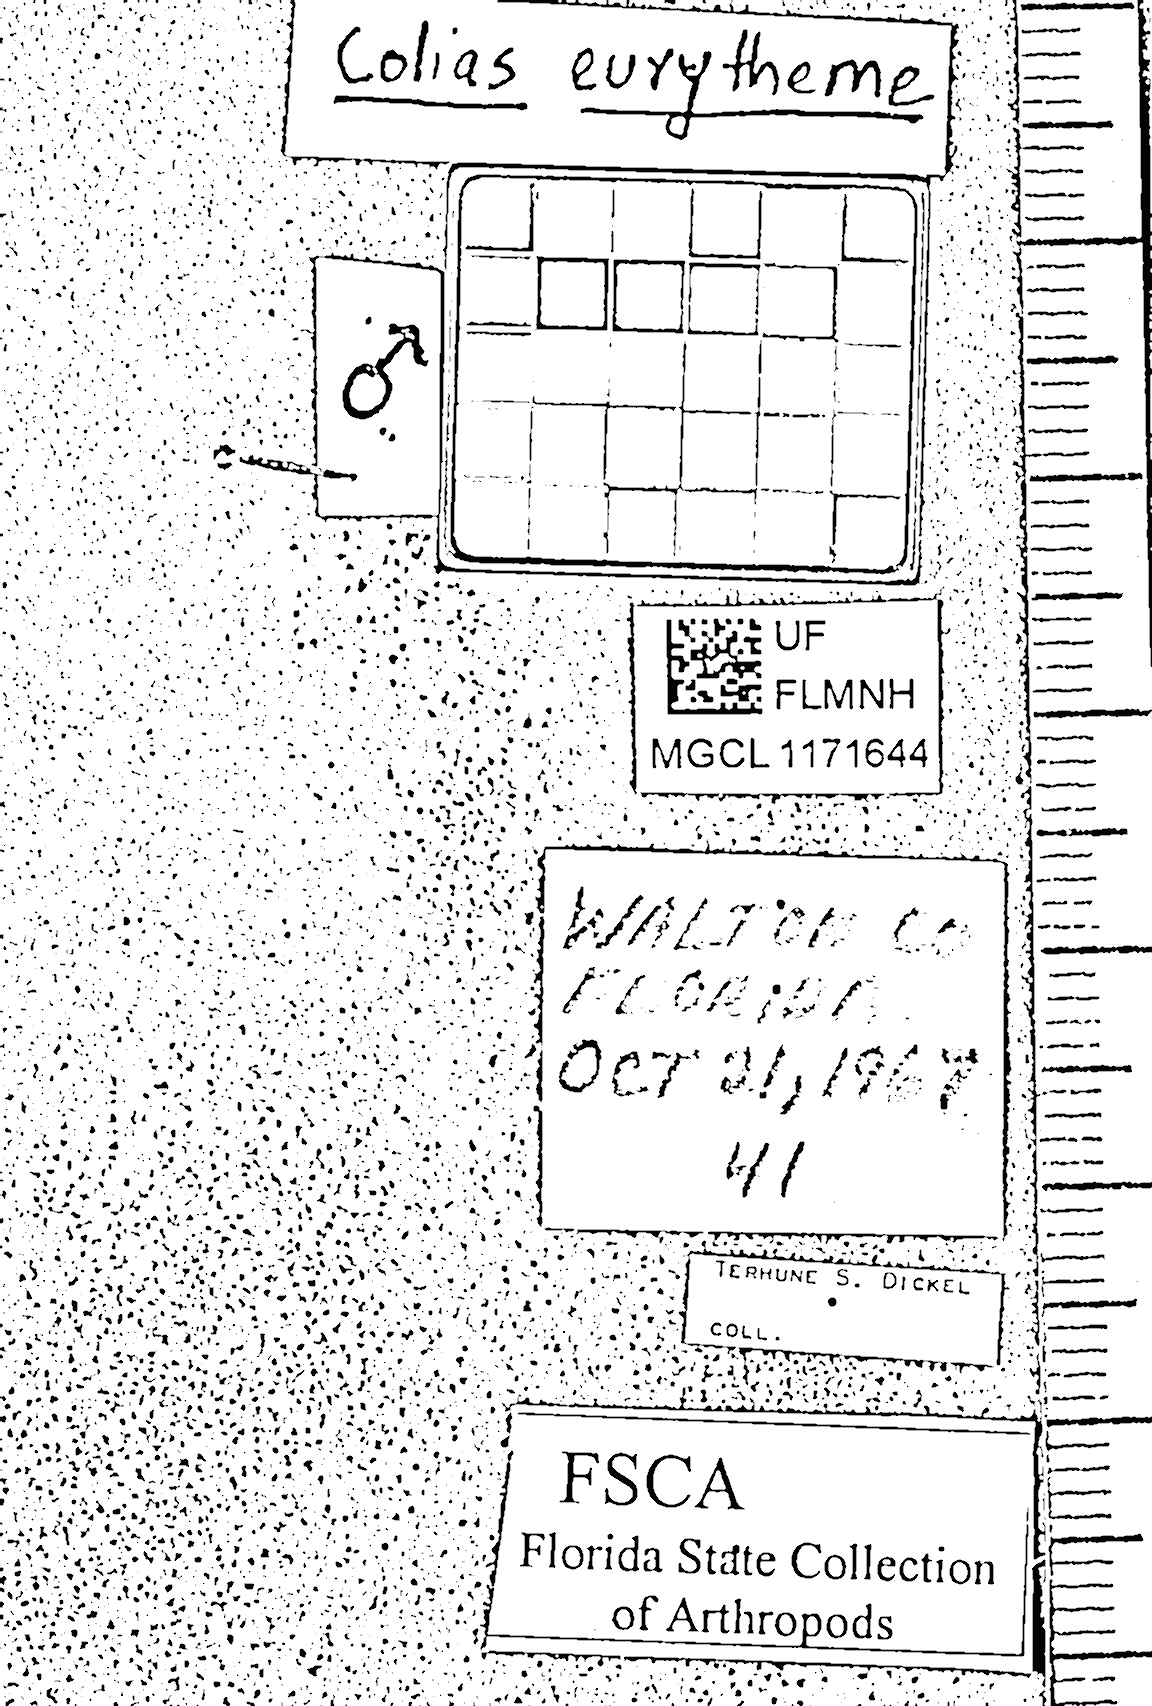 Colias eurytheme
♂
UF
FLMNH
MGCL 1171644
WALTON CO
FLORIDA
OCT 21, 1967
41
TERHUNE S. DICKEL
COLL.
FSCA
Florida State Collection
of Arthropods